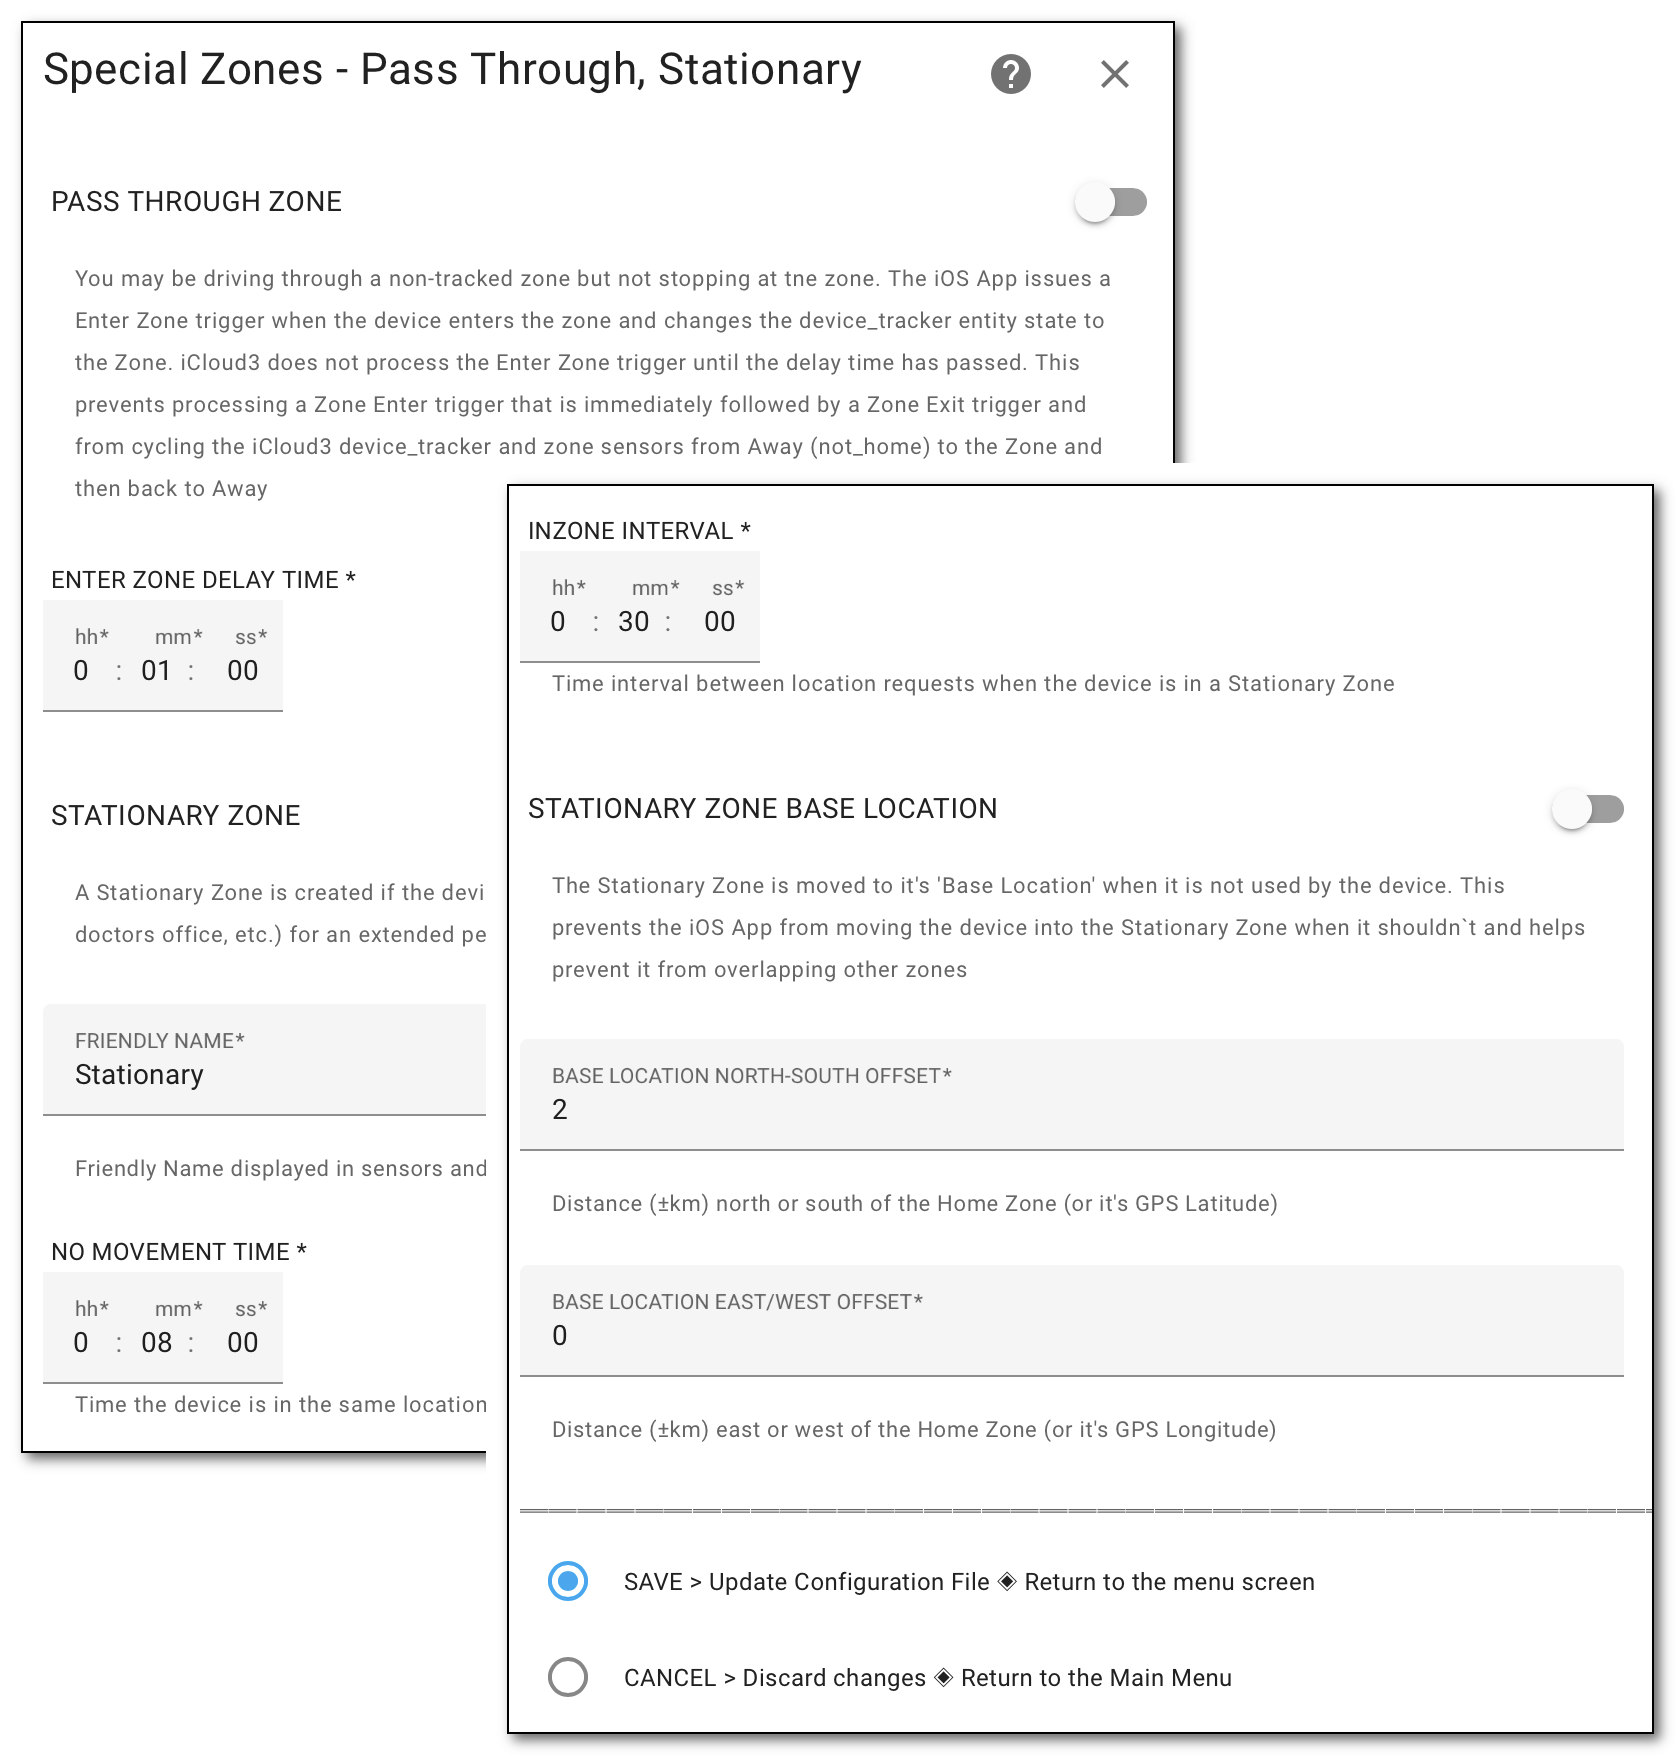 Special Zones - Pass Through, Stationary
PASS THROUGH ZONE
You may be driving through a non-tracked zone but not stopping at tne zone. The iOS App issues a
Enter Zone trigger when the device enters the zone and changes the device_tracker entity state to
the Zone. iCloud3 does not process the Enter Zone trigger until the delay time has passed. This
prevents processing a Zone Enter trigger that is immediately followed by a Zone Exit trigger and
from cycling the iCloud3 device_tracker and zone sensors from Away (not_home) to the Zone and
then back to Away
ENTER ZONE DELAY TIME *
hh* mm* ss*
0 : 01 : 00
STATIONARY ZONE
A Stationary Zone is created if the devi
doctors office, etc.) for an extended pe
FRIENDLY NAME*
Stationary
Friendly Name displayed in sensors and
NO MOVEMENT TIME *
hh* mm* ss*
0 : 08 : 00
Time the device is in the same location
INZONE INTERVAL *
hh* mm* ss*
0 : 30 : 00
Time interval between location requests when the device is in a Stationary Zone
STATIONARY ZONE BASE LOCATION
The Stationary Zone is moved to it's 'Base Location' when it is not used by the device. This
prevents the iOS App from moving the device into the Stationary Zone when it shouldn`t and helps
prevent it from overlapping other zones
BASE LOCATION NORTH-SOUTH OFFSET*
2
Distance (±km) north or south of the Home Zone (or it's GPS Latitude)
BASE LOCATION EAST/WEST OFFSET*
0
Distance (±km) east or west of the Home Zone (or it's GPS Longitude)
SAVE > Update Configuration File ◈ Return to the menu screen
CANCEL > Discard changes ◈ Return to the Main Menu